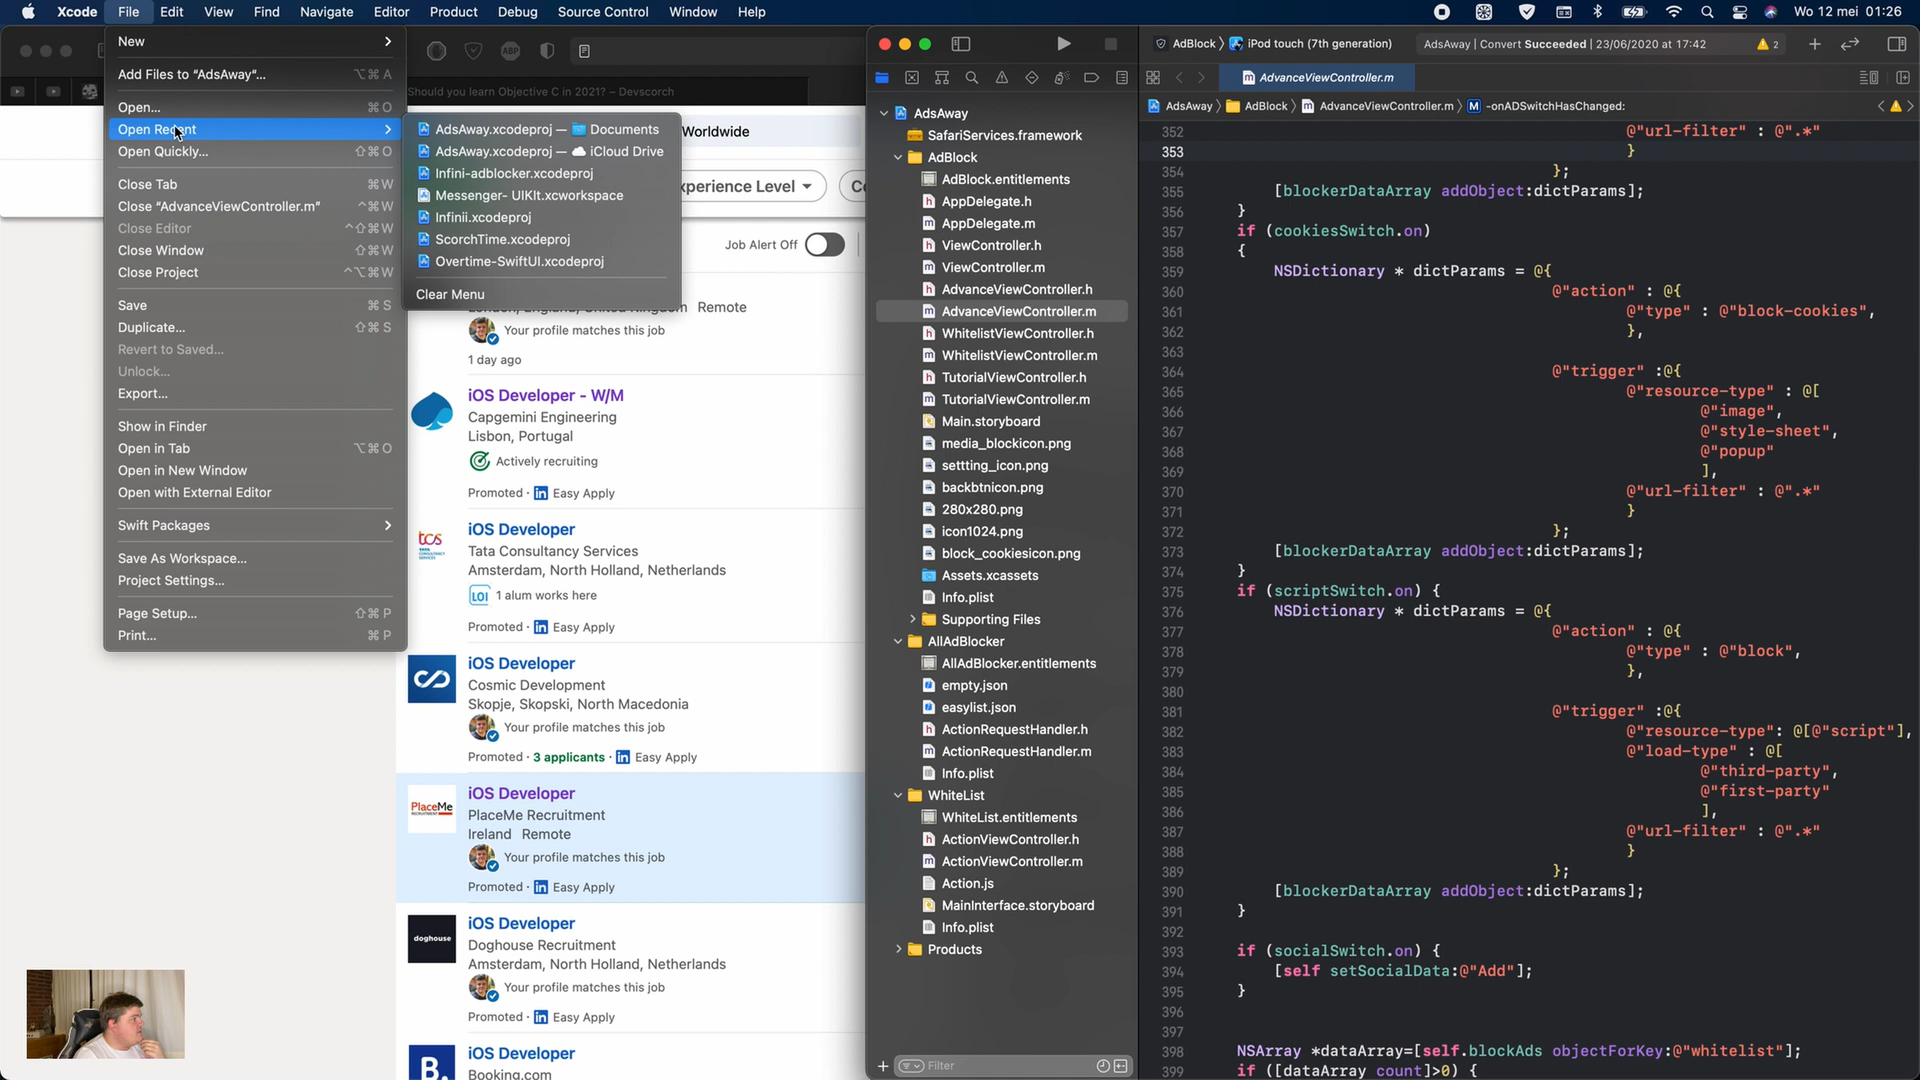 Xcode File Edit View Find Navigate Editor Product Debug Source Control Window Help
Wo 12 mei 01:26
New
Add Files to “AdsAway”... ⌥⌘A
Open... ⌘O
Open Recent
Open Quickly... ⇧⌘O
Close Tab ⌘W
Close “AdvanceViewController.m” ^⌘W
Close Editor ^⇧⌘W
Close Window ⇧⌘W
Close Project ^⌥⌘W
Save ⌘S
Duplicate... ⇧⌘S
Revert to Saved...
Unlock...
Export...
Show in Finder
Open in Tab ⌥⌘O
Open in New Window
Open with External Editor
Swift Packages
Save As Workspace...
Project Settings...
Page Setup... ⇧⌘P
Print... ⌘P
AdsAway.xcodeproj — Documents
AdsAway.xcodeproj — iCloud Drive
Infini-adblocker.xcodeproj
Messenger- UIKIt.xcworkspace
Infinii.xcodeproj
ScorchTime.xcodeproj
Overtime-SwiftUI.xcodeproj
Clear Menu
ABP
Should you learn Objective C in 2021? – Devscorch
Worldwide
xperience Level
Co
Job Alert Off
London, England, United Kingdom Remote
Your profile matches this job
1 day ago
iOS Developer - W/M
Capgemini Engineering
Lisbon, Portugal
Actively recruiting
Promoted · in Easy Apply
tcs
iOS Developer
Tata Consultancy Services
Amsterdam, North Holland, Netherlands
LOI 1 alum works here
Promoted · in Easy Apply
iOS Developer
Cosmic Development
Skopje, Skopski, North Macedonia
Your profile matches this job
Promoted · 3 applicants · in Easy Apply
PlaceMe
iOS Developer
PlaceMe Recruitment
Ireland Remote
Your profile matches this job
Promoted · in Easy Apply
doghouse
iOS Developer
Doghouse Recruitment
Amsterdam, North Holland, Netherlands
Your profile matches this job
Promoted · in Easy Apply
B.
iOS Developer
Booking.com
AdBlock iPod touch (7th generation)
AdsAway | Convert Succeeded | 23/06/2020 at 17:42
2
AdvanceViewController.m
AdsAway AdBlock AdvanceViewController.m M -onADSwitchHasChanged:
AdsAway
SafariServices.framework
AdBlock
AdBlock.entitlements
AppDelegate.h
AppDelegate.m
ViewController.h
ViewController.m
AdvanceViewController.h
AdvanceViewController.m
WhitelistViewController.h
WhitelistViewController.m
TutorialViewController.h
TutorialViewController.m
Main.storyboard
media_blockicon.png
settting_icon.png
backbtnicon.png
280x280.png
icon1024.png
block_cookiesicon.png
Assets.xcassets
Info.plist
Supporting Files
AllAdBlocker
AllAdBlocker.entitlements
empty.json
easylist.json
ActionRequestHandler.h
ActionRequestHandler.m
Info.plist
WhiteList
WhiteList.entitlements
ActionViewController.h
ActionViewController.m
Action.js
MainInterface.storyboard
Info.plist
Products
Filter
352 @"url-filter" : @".*"
353 }
354 };
355 [blockerDataArray addObject:dictParams];
356 }
357 if (cookiesSwitch.on)
358 {
359 NSDictionary * dictParams = @{
360 @"action" : @{
361 @"type" : @"block-cookies",
362 },
363
364 @"trigger" :@{
365 @"resource-type" : @[
366 @"image",
367 @"style-sheet",
368 @"popup"
369 ],
370 @"url-filter" : @".*"
371 }
372 };
373 [blockerDataArray addObject:dictParams];
374 }
375 if (scriptSwitch.on) {
376 NSDictionary * dictParams = @{
377 @"action" : @{
378 @"type" : @"block",
379 },
380
381 @"trigger" :@{
382 @"resource-type": @[@"script"],
383 @"load-type" : @[
384 @"third-party",
385 @"first-party"
386 ],
387 @"url-filter" : @".*"
388 }
389 };
390 [blockerDataArray addObject:dictParams];
391 }
392
393 if (socialSwitch.on) {
394 [self setSocialData:@"Add"];
395 }
396
397
398 NSArray *dataArray=[self.blockAds objectForKey:@"whitelist"];
399 if ([dataArray count]>0) {